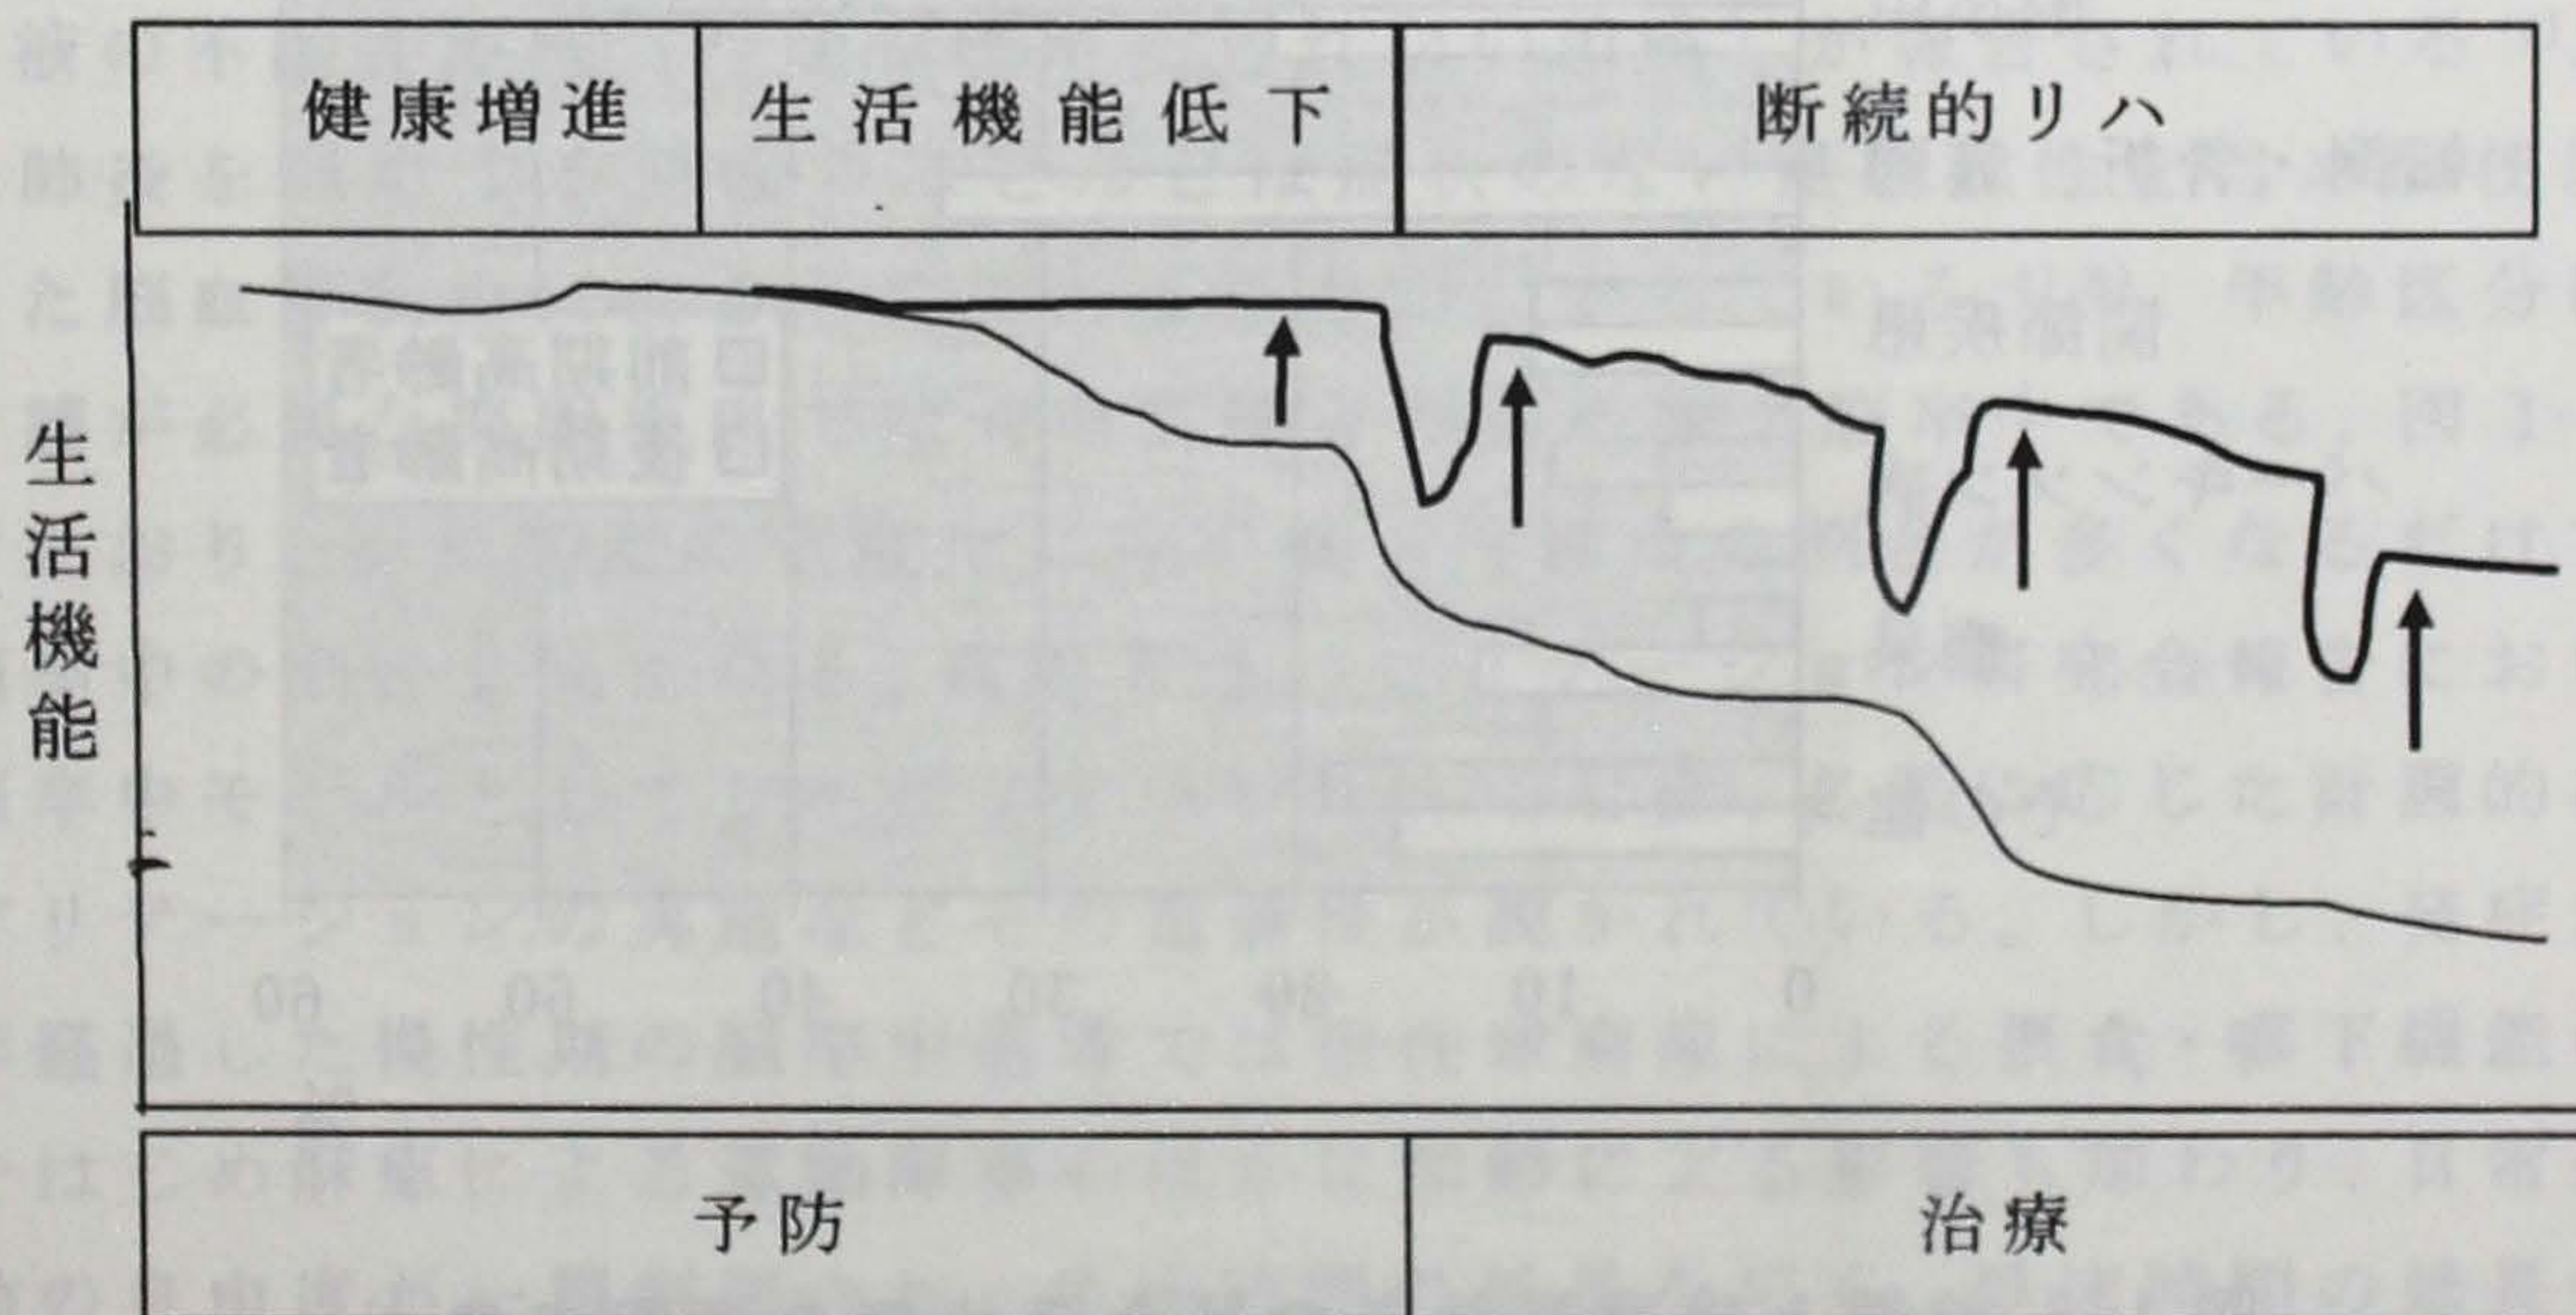 健康増進
生活機能低下
断続的リハ
生活機能
予防
治療